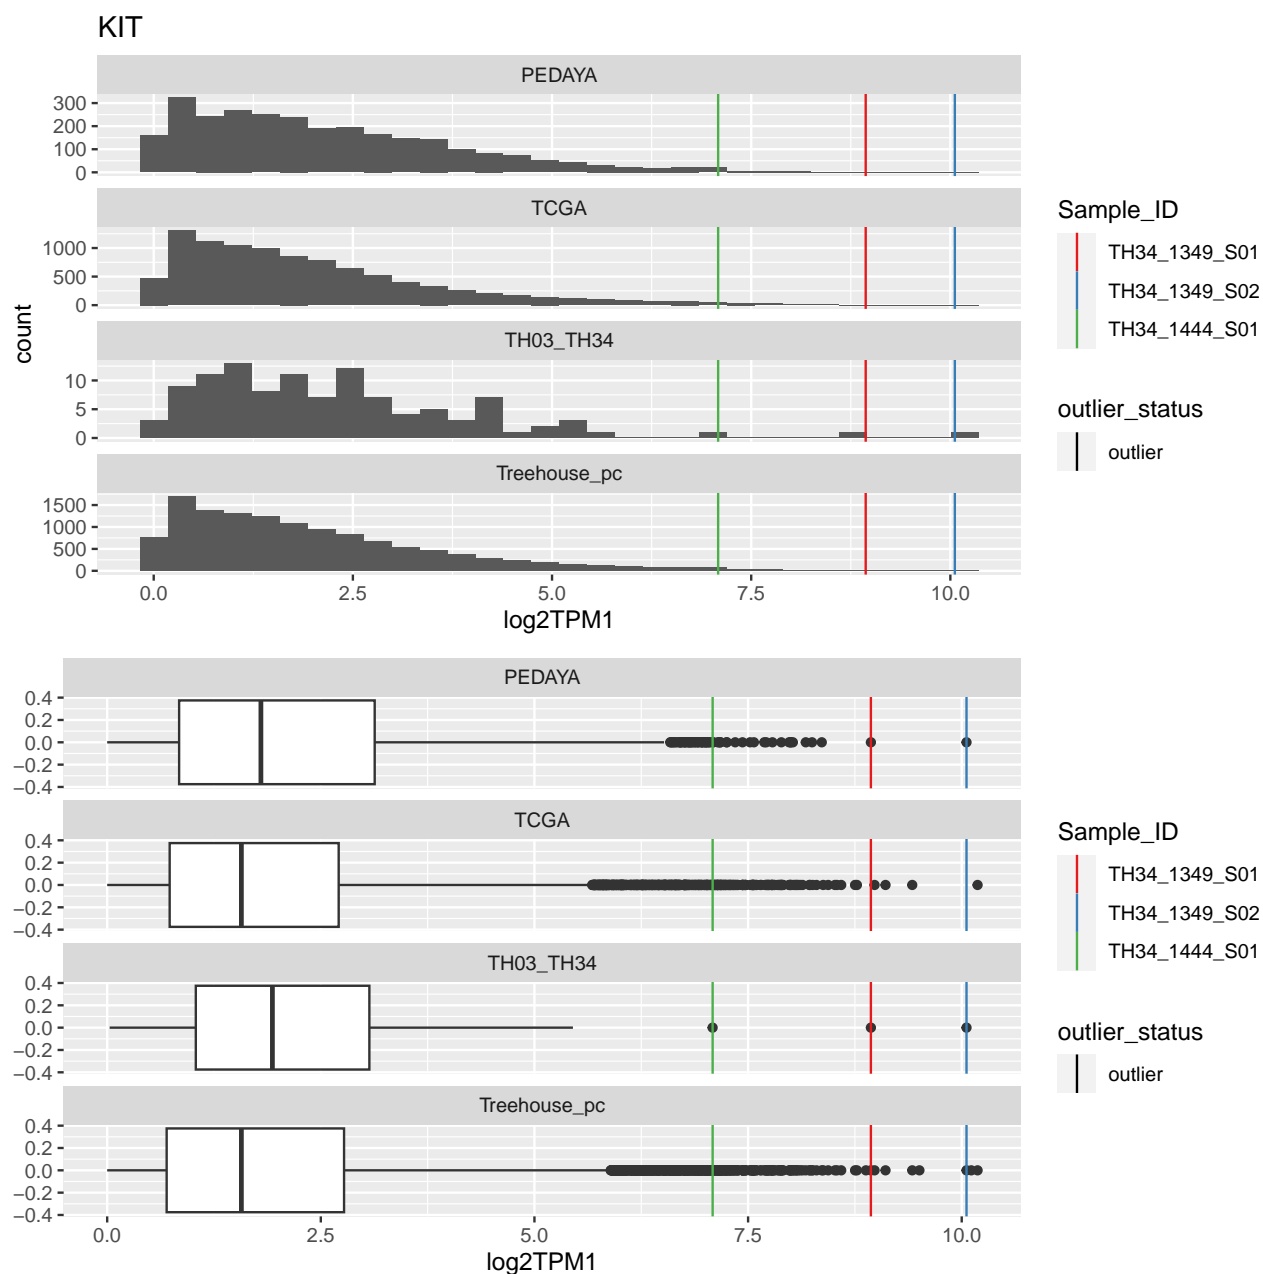 KIT
PEDAYA
300
200
100
0
TCGA
1000
500
0
TH03_TH34
10
5
0
Treehouse_pc
1500
1000
500
0
0.0 2.5 5.0 7.5 10.0
log2TPM1
count
Sample_ID
TH34_1349_S01
TH34_1349_S02
TH34_1444_S01
outlier_status
outlier
PEDAYA
0.4
0.2
0.0
−0.2
−0.4
TCGA
0.4
0.2
0.0
−0.2
−0.4
TH03_TH34
0.4
0.2
0.0
−0.2
−0.4
Treehouse_pc
0.4
0.2
0.0
−0.2
−0.4
0.0 2.5 5.0 7.5 10.0
log2TPM1
Sample_ID
TH34_1349_S01
TH34_1349_S02
TH34_1444_S01
outlier_status
outlier